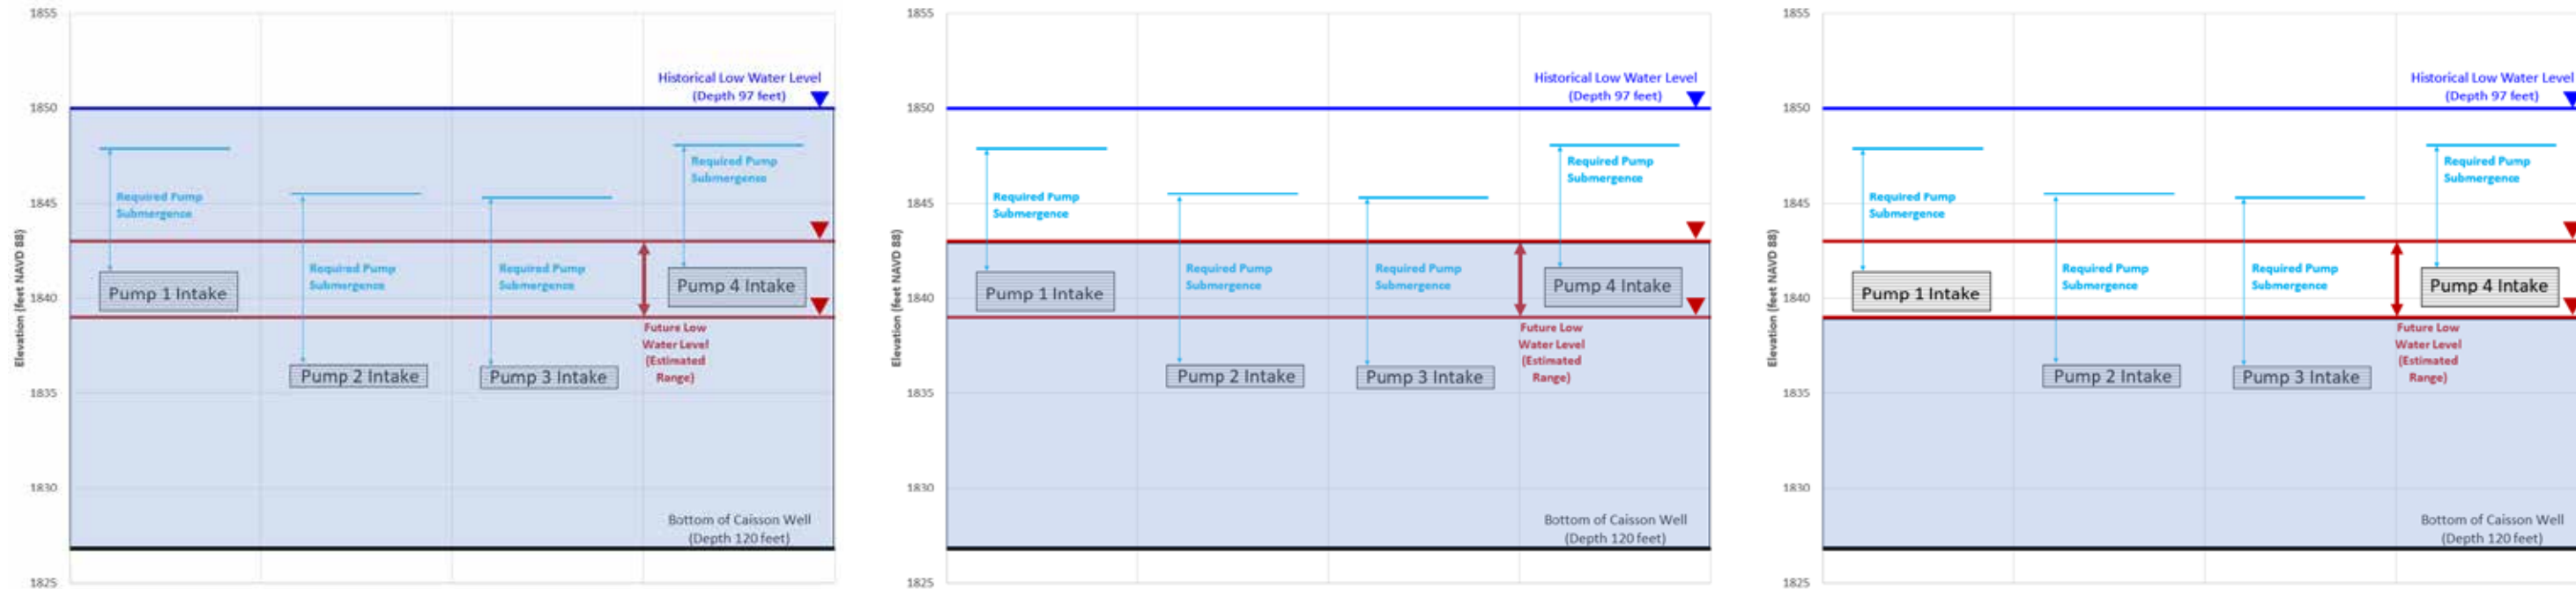 1855
Historical Low Water Level
(Depth 97 feet)
1850
Required Pump
Submergence
Required Pump
Submergence
1845
Elevation (feet NAVD 88)
Required Pump
Submergence
Required Pump
Submergence
Pump 1 Intake
Pump 4 Intake
1840
Future Low
Water Level
(Estimated
Range)
Pump 2 Intake
Pump 3 Intake
1835
1830
Bottom of Caisson Well
(Depth 120 feet)
1825
1855
Historical Low Water Level
(Depth 97 feet)
1850
Required Pump
Submergence
Required Pump
Submergence
1845
Elevation (feet NAVD 88)
Required Pump
Submergence
Required Pump
Submergence
Pump 1 Intake
Pump 4 Intake
1840
Future Low
Water Level
(Estimated
Range)
Pump 2 Intake
Pump 3 Intake
1835
1830
Bottom of Caisson Well
(Depth 120 feet)
1825
1855
Historical Low Water Level
(Depth 97 feet)
1850
Required Pump
Submergence
Required Pump
Submergence
1845
Elevation (feet NAVD 88)
Required Pump
Submergence
Required Pump
Submergence
Pump 1 Intake
Pump 4 Intake
1840
Future Low
Water Level
(Estimated
Range)
Pump 2 Intake
Pump 3 Intake
1835
1830
Bottom of Caisson Well
(Depth 120 feet)
1825